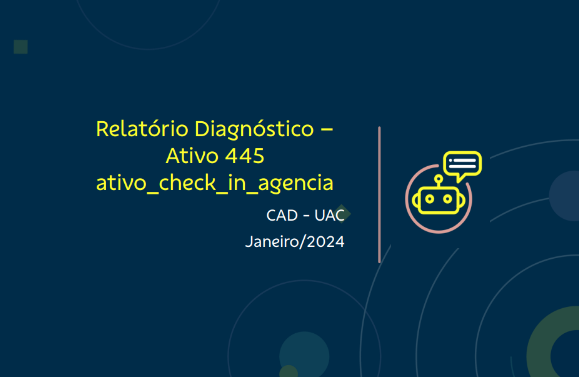 Relatório Diagnóstico –
Ativo 445
ativo_check_in_agencia
CAD - UAC
Janeiro/2024